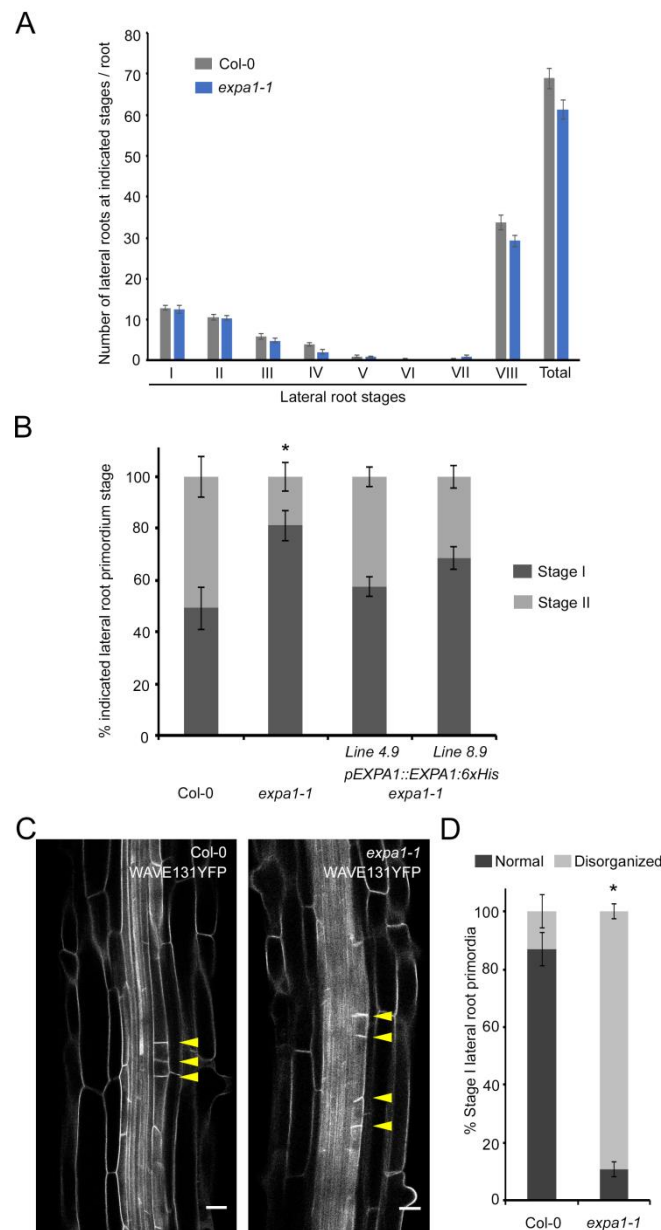 A
Number of lateral roots at indicated stages / root
80
70
60
50
40
30
20
10
0
Col-0
expa1-1
I II III IV V VI VII VIII Total
Lateral root stages
B
% indicated lateral root primordium stage
100
80
60
40
20
0
*
Stage I
Stage II
Line 4.9 Line 8.9
pEXPA1::EXPA1:6xHis
Col-0 expa1-1 expa1-1
C
Col-0
WAVE131YFP
expa1-1
WAVE131YFP
D
Normal Disorganized
*
% Stage I lateral root primordia
100
80
60
40
20
0
Col-0 expa1-1